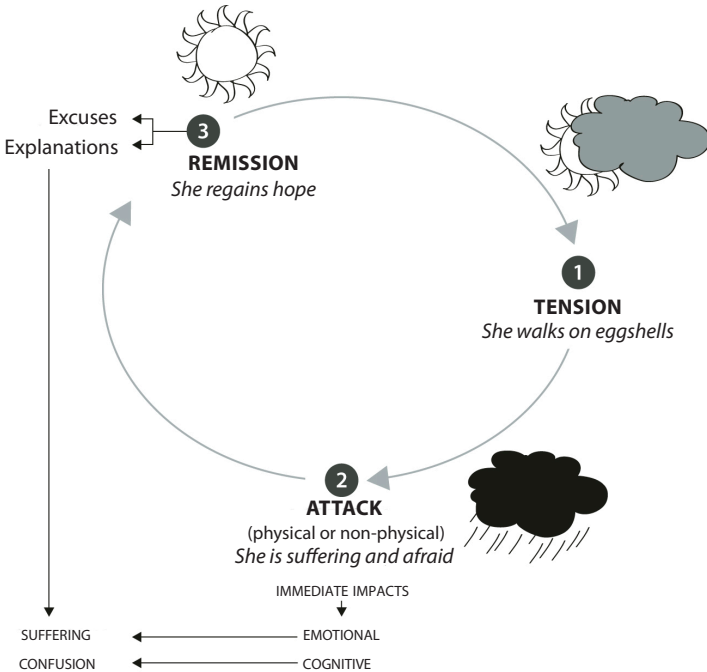 Excuses
Explanations
3
REMISSION
She regains hope
1
TENSION
She walks on eggshells
2
ATTACK
(physical or non-physical)
She is suffering and afraid
IMMEDIATE IMPACTS
SUFFERING EMOTIONAL
CONFUSION COGNITIVE